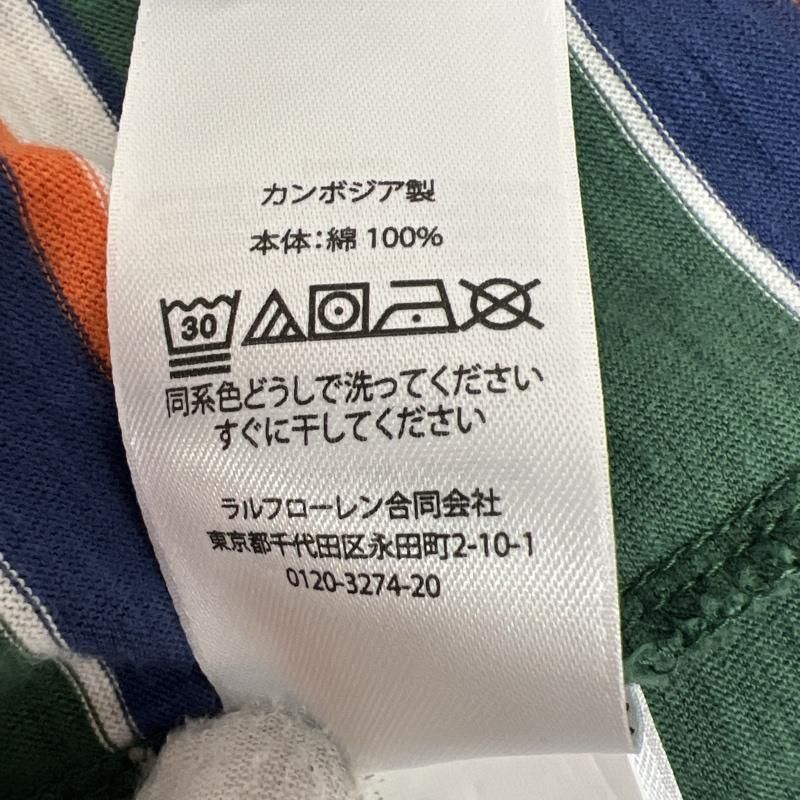 カンボジア製
本体：綿 100%
30
同系色どうしで洗ってください
すぐに干してください
ラルフローレン合同会社
東京都千代田区永田町2-10-1
0120-3274-20